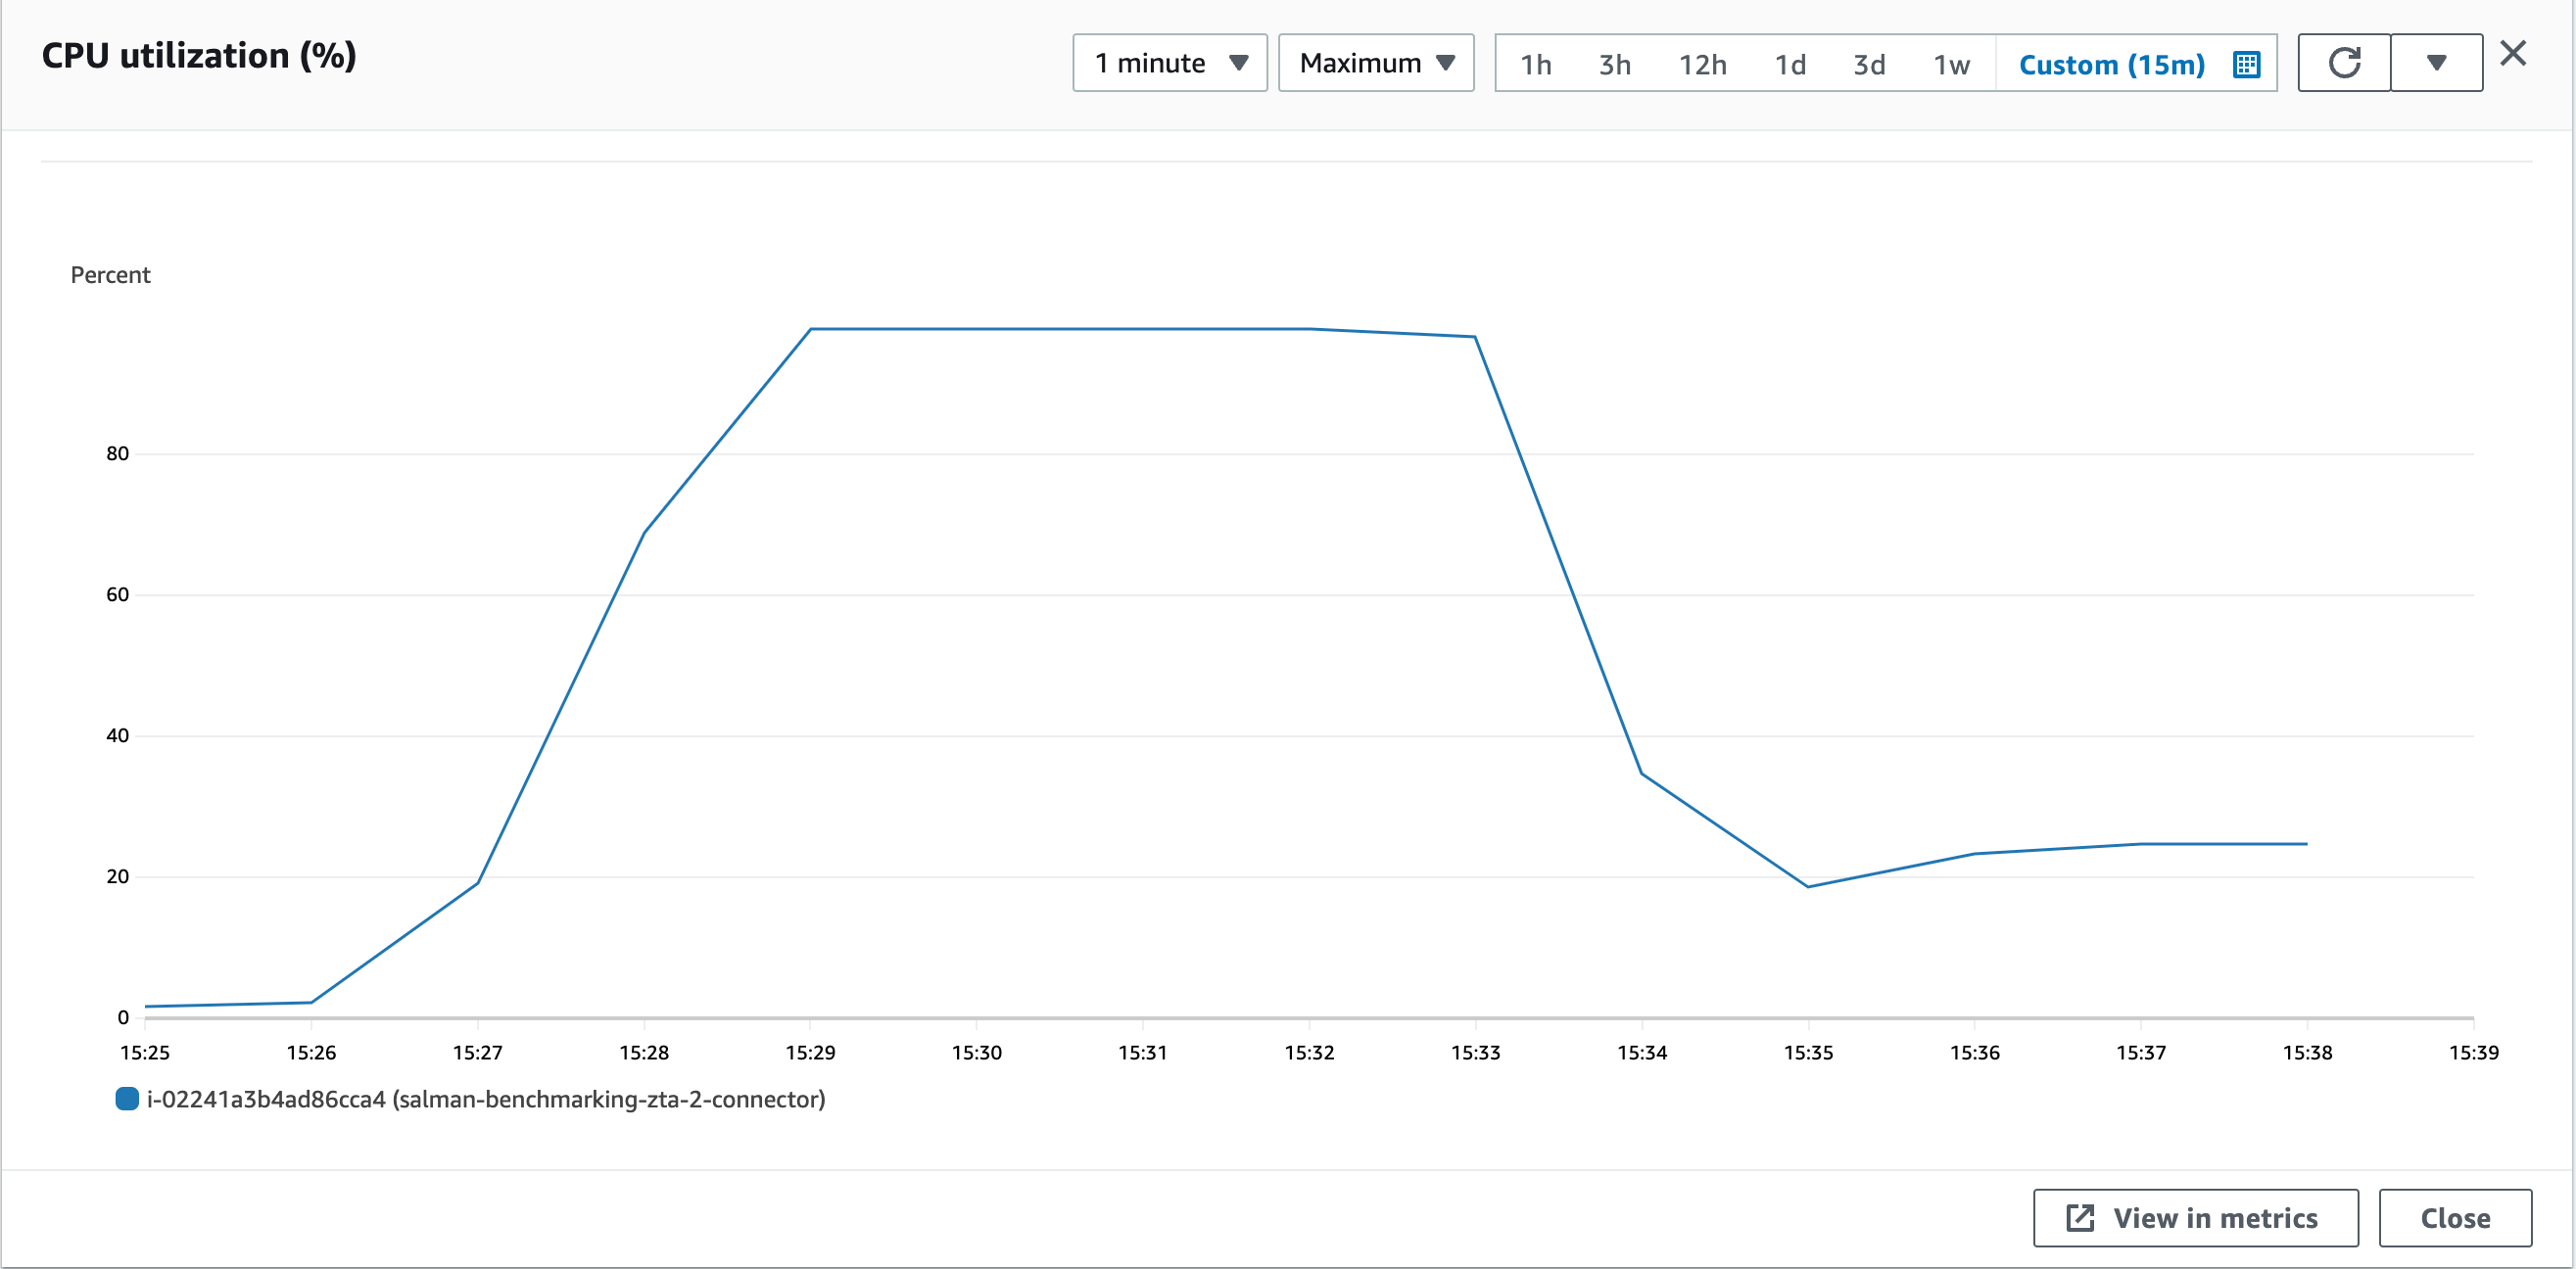 CPU utilization (%)
1 minute
Maximum
1h 3h 12h 1d 3d 1w Custom (15m)
Percent
80
60
40
20
0
15:25 15:26 15:27 15:28 15:29 15:30 15:31 15:32 15:33 15:34 15:35 15:36 15:37 15:38 15:39
i-02241a3b4ad86cca4 (salman-benchmarking-zta-2-connector)
View in metrics
Close